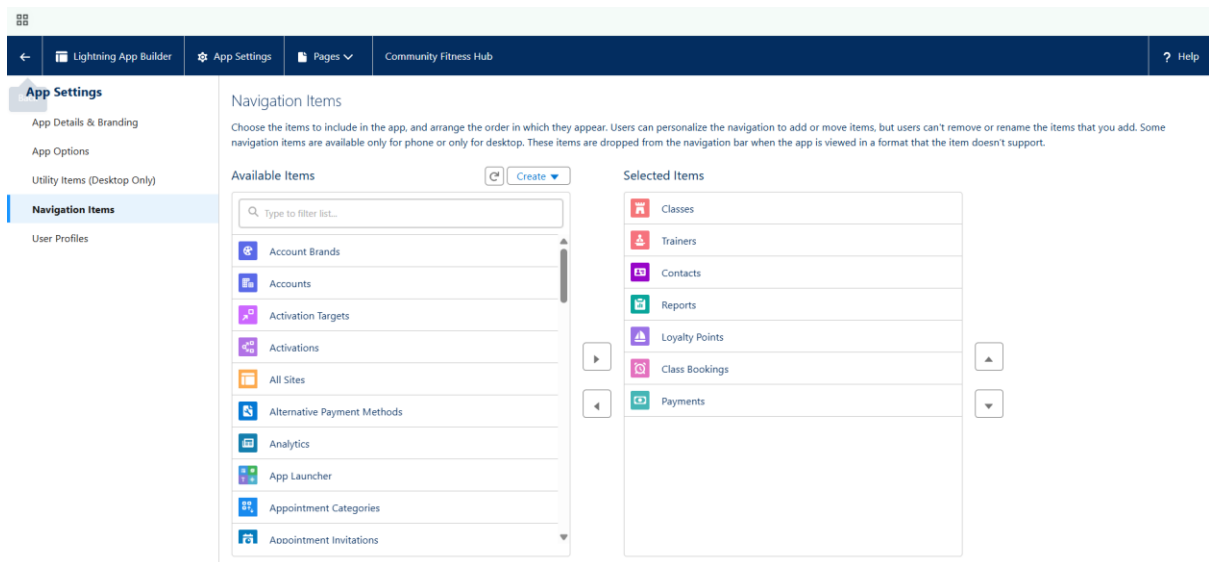 Lightning App Builder
App Settings
Pages
Community Fitness Hub
? Help
App Settings
App Details & Branding
App Options
Utility Items (Desktop Only)
Navigation Items
User Profiles
Navigation Items
Choose the items to include in the app, and arrange the order in which they appear. Users can personalize the navigation to add or move items, but users can't remove or rename the items that you add. Some
navigation items are available only for phone or only for desktop. These items are dropped from the navigation bar when the app is viewed in a format that the item doesn't support.
Available Items
Create
Type to filter list...
Account Brands
Accounts
Activation Targets
Activations
All Sites
Alternative Payment Methods
Analytics
App Launcher
Appointment Categories
Appointment Invitations
Selected Items
Classes
Trainers
Contacts
Reports
Loyalty Points
Class Bookings
Payments